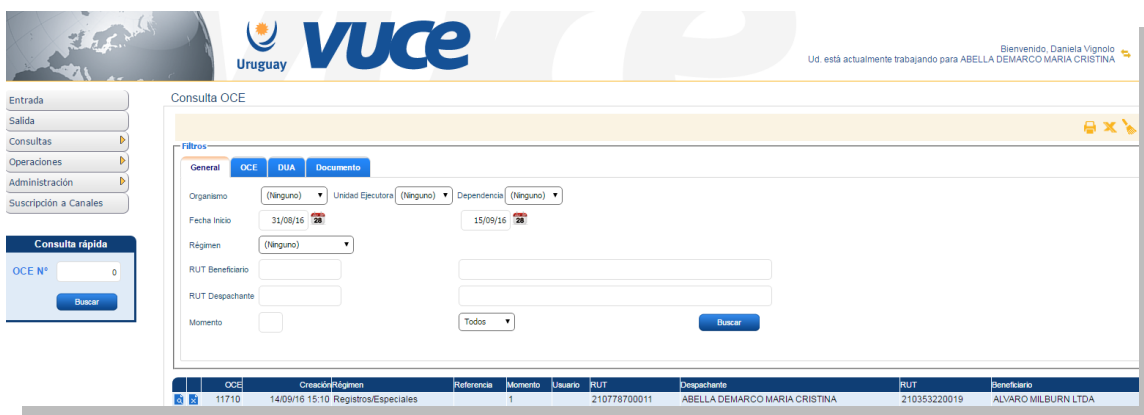 Uruguay
vuce
Bienvenido, Daniela Vignolo
Ud. está actualmente trabajando para ABELLA DEMARCO MARIA CRISTINA
Entrada
Salida
Consultas
Operaciones
Administración
Suscripción a Canales
Consulta rápida
OCE Nº 0
Buscar
Consulta OCE
Filtros
General OCE DUA Documento
Organismo (Ninguno) Unidad Ejecutora (Ninguno) Dependencia (Ninguno)
Fecha Inicio 31/08/16 28 15/09/16 28
Régimen (Ninguno)
RUT Beneficiario
RUT Despachante
Momento Todos Buscar
OCE Creación Régimen Referencia Momento Usuario RUT Despachante RUT Beneficiario
11710 14/09/16 15:10 Registros/Especiales 1 210778700011 ABELLA DEMARCO MARIA CRISTINA 210353220019 ALVARO MILBURN LTDA